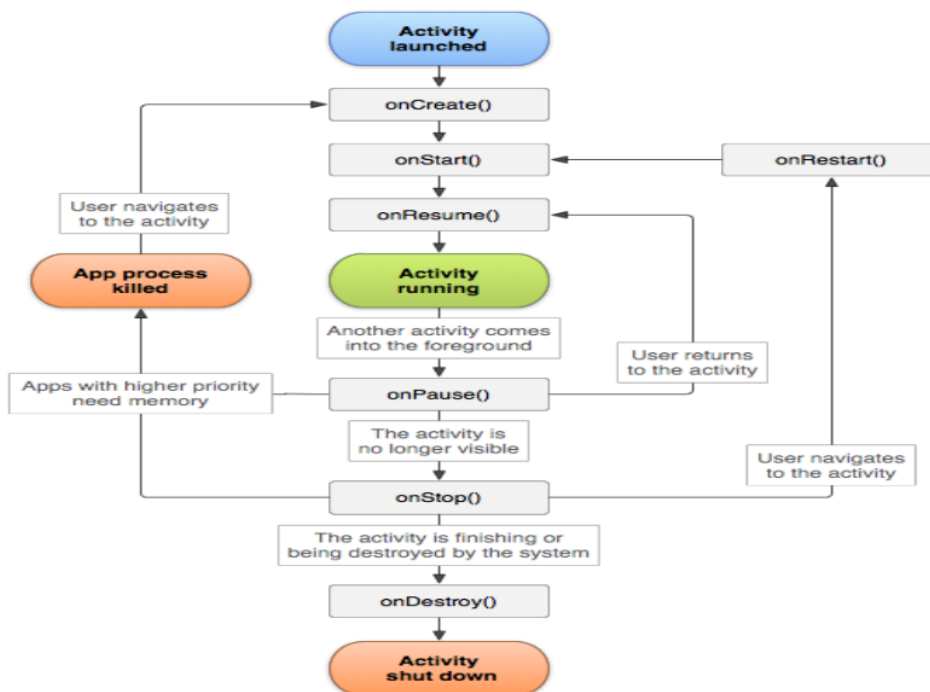 Activity
launched
onCreate()
onStart()
onRestart()
User navigates
to the activity
onResume()
App process
killed
Activity
running
Another activity comes
into the foreground
User returns
to the activity
Apps with higher priority
need memory
onPause()
The activity is
no longer visible
User navigates
to the activity
onStop()
The activity is finishing or
being destroyed by the system
onDestroy()
Activity
shut down